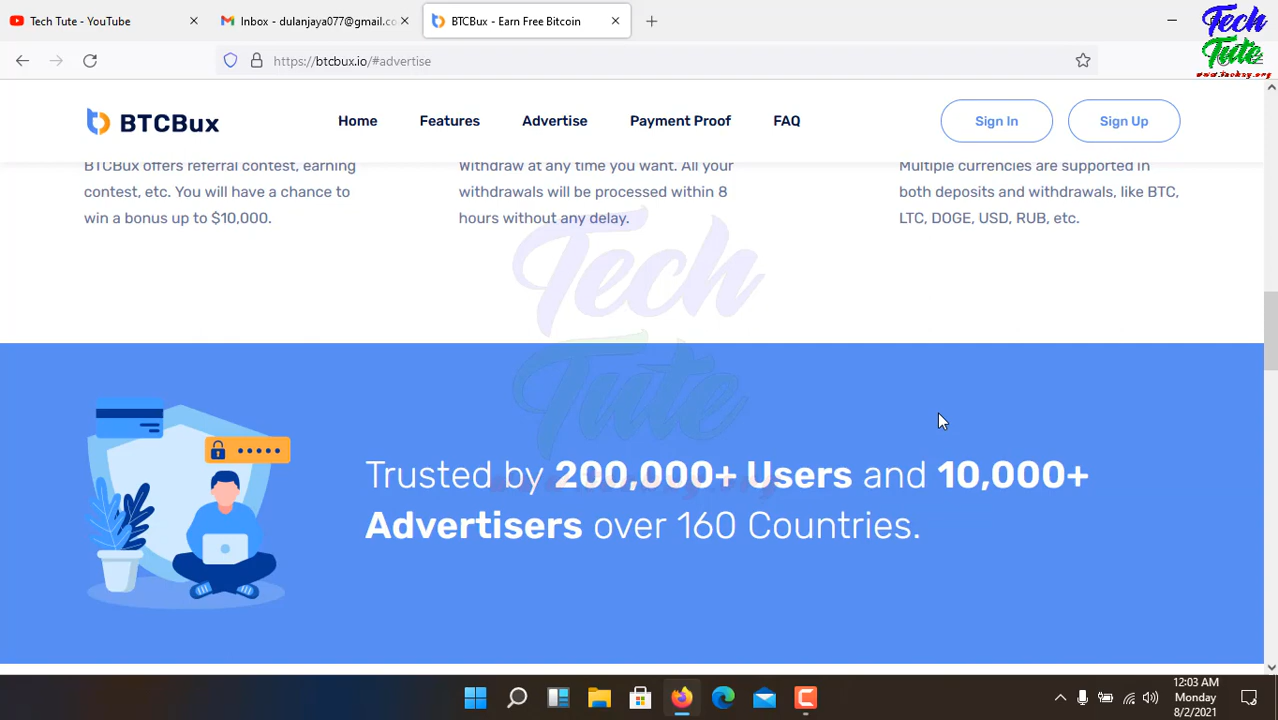 Tech Tute - YouTube
Inbox - dulanjaya077@gmail.co
BTCBux - Earn Free Bitcoin
Tech
Tute
https://btcbux.io/#advertise
BTCBux
Home
Features
Advertise
Payment Proof
FAQ
Sign In
Sign Up
BTCBux offers referral contest, earning
contest, etc. You will have a chance to
win a bonus up to $10,000.
Withdraw at any time you want. All your
withdrawals will be processed within 8
hours without any delay.
Multiple currencies are supported in
both deposits and withdrawals, like BTC,
LTC, DOGE, USD, RUB, etc.
Tech
Tute
Trusted by 200,000+ Users and 10,000+
Advertisers over 160 Countries.
12:03 AM
Monday
8/2/2021